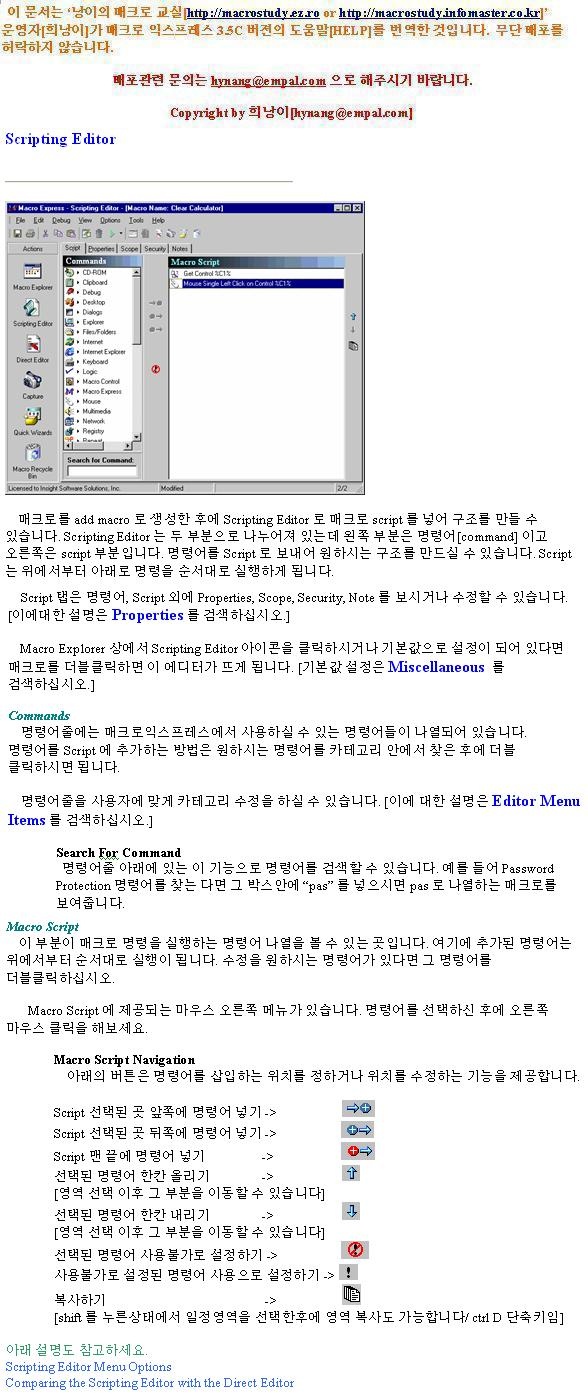 이 문서는 ‘낭이의 매크로 교실[http://macrostudy.ez.ro or http://macrostudy.infomaster.co.kr]’
운영자[희낭이]가 매크로 익스프레스 3.5C 버젼의 도움말[HELP]를 번역한 것입니다. 무단 배포를
허락하지 않습니다.
배포관련 문의는 hynang@empal.com 으로 해주시기 바랍니다.
Copyright by 희낭이[hynang@empal.com]
Scripting Editor
Macro Express - Scripting Editor - [Macro Name: Clear Calculator]
File Edit Debug View Options Tools Help
Actions
Script Properties Scope Security Notes
Commands
Macro Script
CD-ROM
Clipboard
Debug
Desktop
Dialogs
Explorer
Files/Folders
Internet
Internet Explorer
Keyboard
Logic
Macro Control
Macro Express
Mouse
Multimedia
Network
Registry
Repeat
Get Control %C1%
Mouse Single Left Click on Control %C1%
Macro Explorer
Scripting Editor
Direct Editor
Capture
Quick Wizards
Macro Recycle
Bin
Search for Command:
Licensed to Insight Software Solutions, Inc.
Modified
2/2
매크로를 add macro 로 생성한 후에 Scripting Editor 로 매크로 script 를 넣어 구조를 만들 수
있습니다. Scripting Editor 는 두 부분으로 나누어져 있는데 왼쪽 부분은 명령어[command] 이고
오른쪽은 script 부분입니다. 명령어를 Script 로 보내어 원하시는 구조를 만드실 수 있습니다. Script
는 위에서부터 아래로 명령을 순서대로 실행하게 됩니다.
Script 탭은 명령어, Script 외에 Properties, Scope, Security, Note 를 보시거나 수정할 수 있습니다.
[이에대한 설명은 Properties 를 검색하십시오.]
Macro Explorer 상에서 Scripting Editor 아이콘을 클릭하시거나 기본값으로 설정이 되어 있다면
매크로를 더블클릭하면 이 에디터가 뜨게 됩니다. [기본값 설정은 Miscellaneous 를
검색하십시오.]
Commands
명령어줄에는 매크로익스프레스에서 사용하실 수 있는 명령어들이 나열되어 있습니다.
명령어를 Script 에 추가하는 방법은 원하시는 명령어를 카테고리 안에서 찾은 후에 더블
클릭하시면 됩니다.
명령어줄을 사용자에 맞게 카테고리 수정을 하실 수 있습니다. [이에 대한 설명은 Editor Menu
Items 를 검색하십시오.]
Search For Command
명령어줄 아래에 있는 이 기능으로 명령어를 검색할 수 있습니다. 예를 들어 Password
Protection 명령어를 찾는 다면 그 박스안에 “pas” 를 넣으시면 pas 로 나열하는 매크로를
보여줍니다.
Macro Script
이 부분이 매크로 명령을 실행하는 명령어 나열을 볼 수 있는 곳입니다. 여기에 추가된 명령어는
위에서부터 순서대로 실행이 됩니다. 수정을 원하시는 명령어가 있다면 그 명령어를
더블클릭하십시오.
Macro Script 에 제공되는 마우스 오른쪽 메뉴가 있습니다. 명령어를 선택하신 후에 오른쪽
마우스 클릭을 해보세요.
Macro Script Navigation
아래의 버튼은 명령어를 삽입하는 위치를 정하거나 위치를 수정하는 기능을 제공합니다.
Script 선택된 곳 앞쪽에 명령어 넣기 ->
Script 선택된 곳 뒤쪽에 명령어 넣기 ->
Script 맨 끝에 명령어 넣기 ->
선택된 명령어 한칸 올리기 ->
[영역 선택 이후 그 부분을 이동할 수 있습니다]
선택된 명령어 한칸 내리기 ->
[영역 선택 이후 그 부분을 이동할 수 있습니다]
선택된 명령어 사용불가로 설정하기 ->
사용불가로 설정된 명령어 사용으로 설정하기 -> !
복사하기 ->
[shift 를 누른상태에서 일정영역을 선택한후에 영역 복사도 가능합니다/ ctrl D 단축키임]
아래 설명도 참고하세요.
Scripting Editor Menu Options
Comparing the Scripting Editor with the Direct Editor